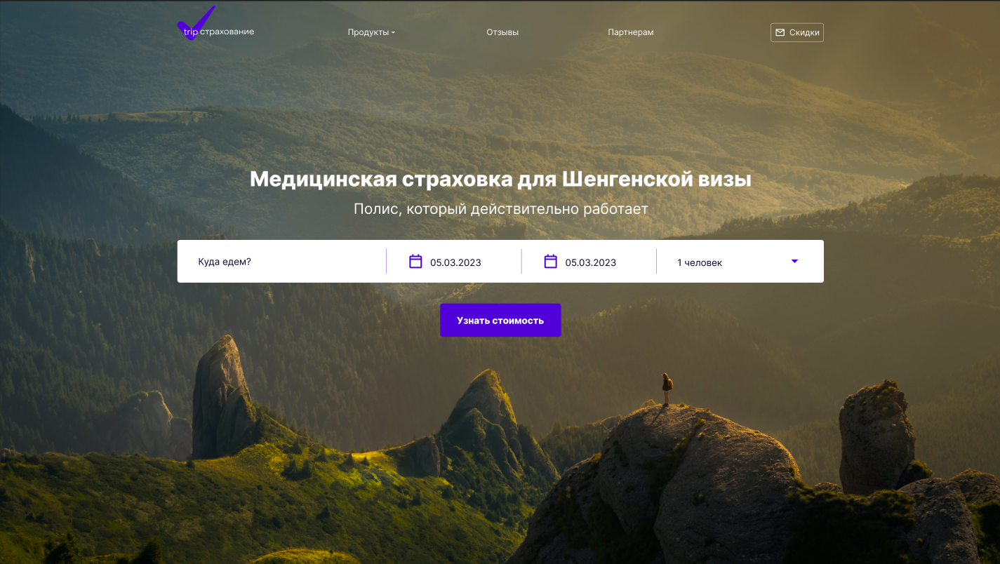 trip страхование
Продукты
Отзывы
Партнерам
Скидки
Медицинская страховка для Шенгенской визы
Полис, который действительно работает
Куда едем?
05.03.2023
05.03.2023
1 человек
Узнать стоимость